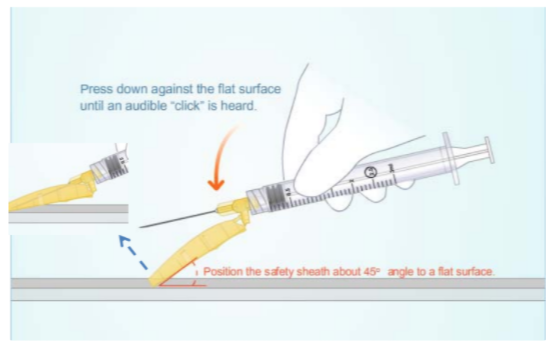 Press down against the flat surface
until an audible “click” is heard.
Position the safety sheath about 45° angle to a flat surface.